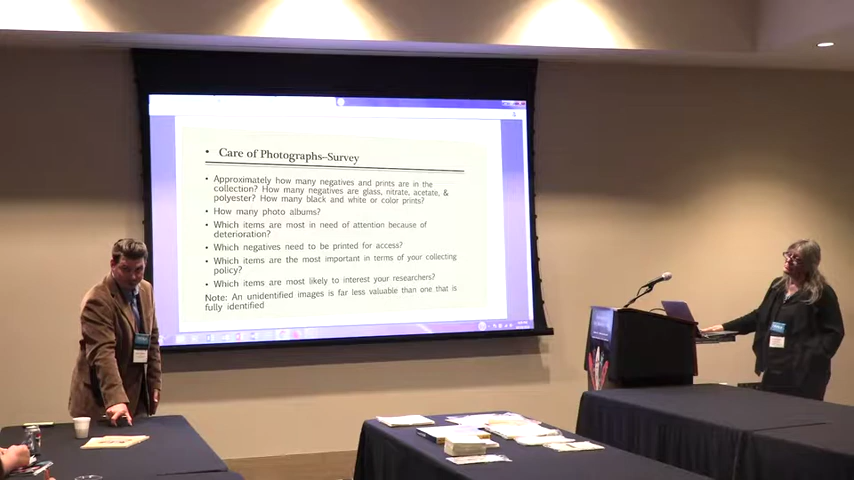 • Care of Photographs--Survey
• Approximately how many negatives and prints are in the
collection? How many negatives are glass, nitrate, acetate, &
polyester? How many black and white or color prints?
• How many photo albums?
• Which items are most in need of attention because of
deterioration?
• Which negatives need to be printed for access?
• Which items are the most important in terms of your collecting
policy?
• Which items are most likely to interest your researchers?
Note: An unidentified images is far less valuable than one that is
fully identified